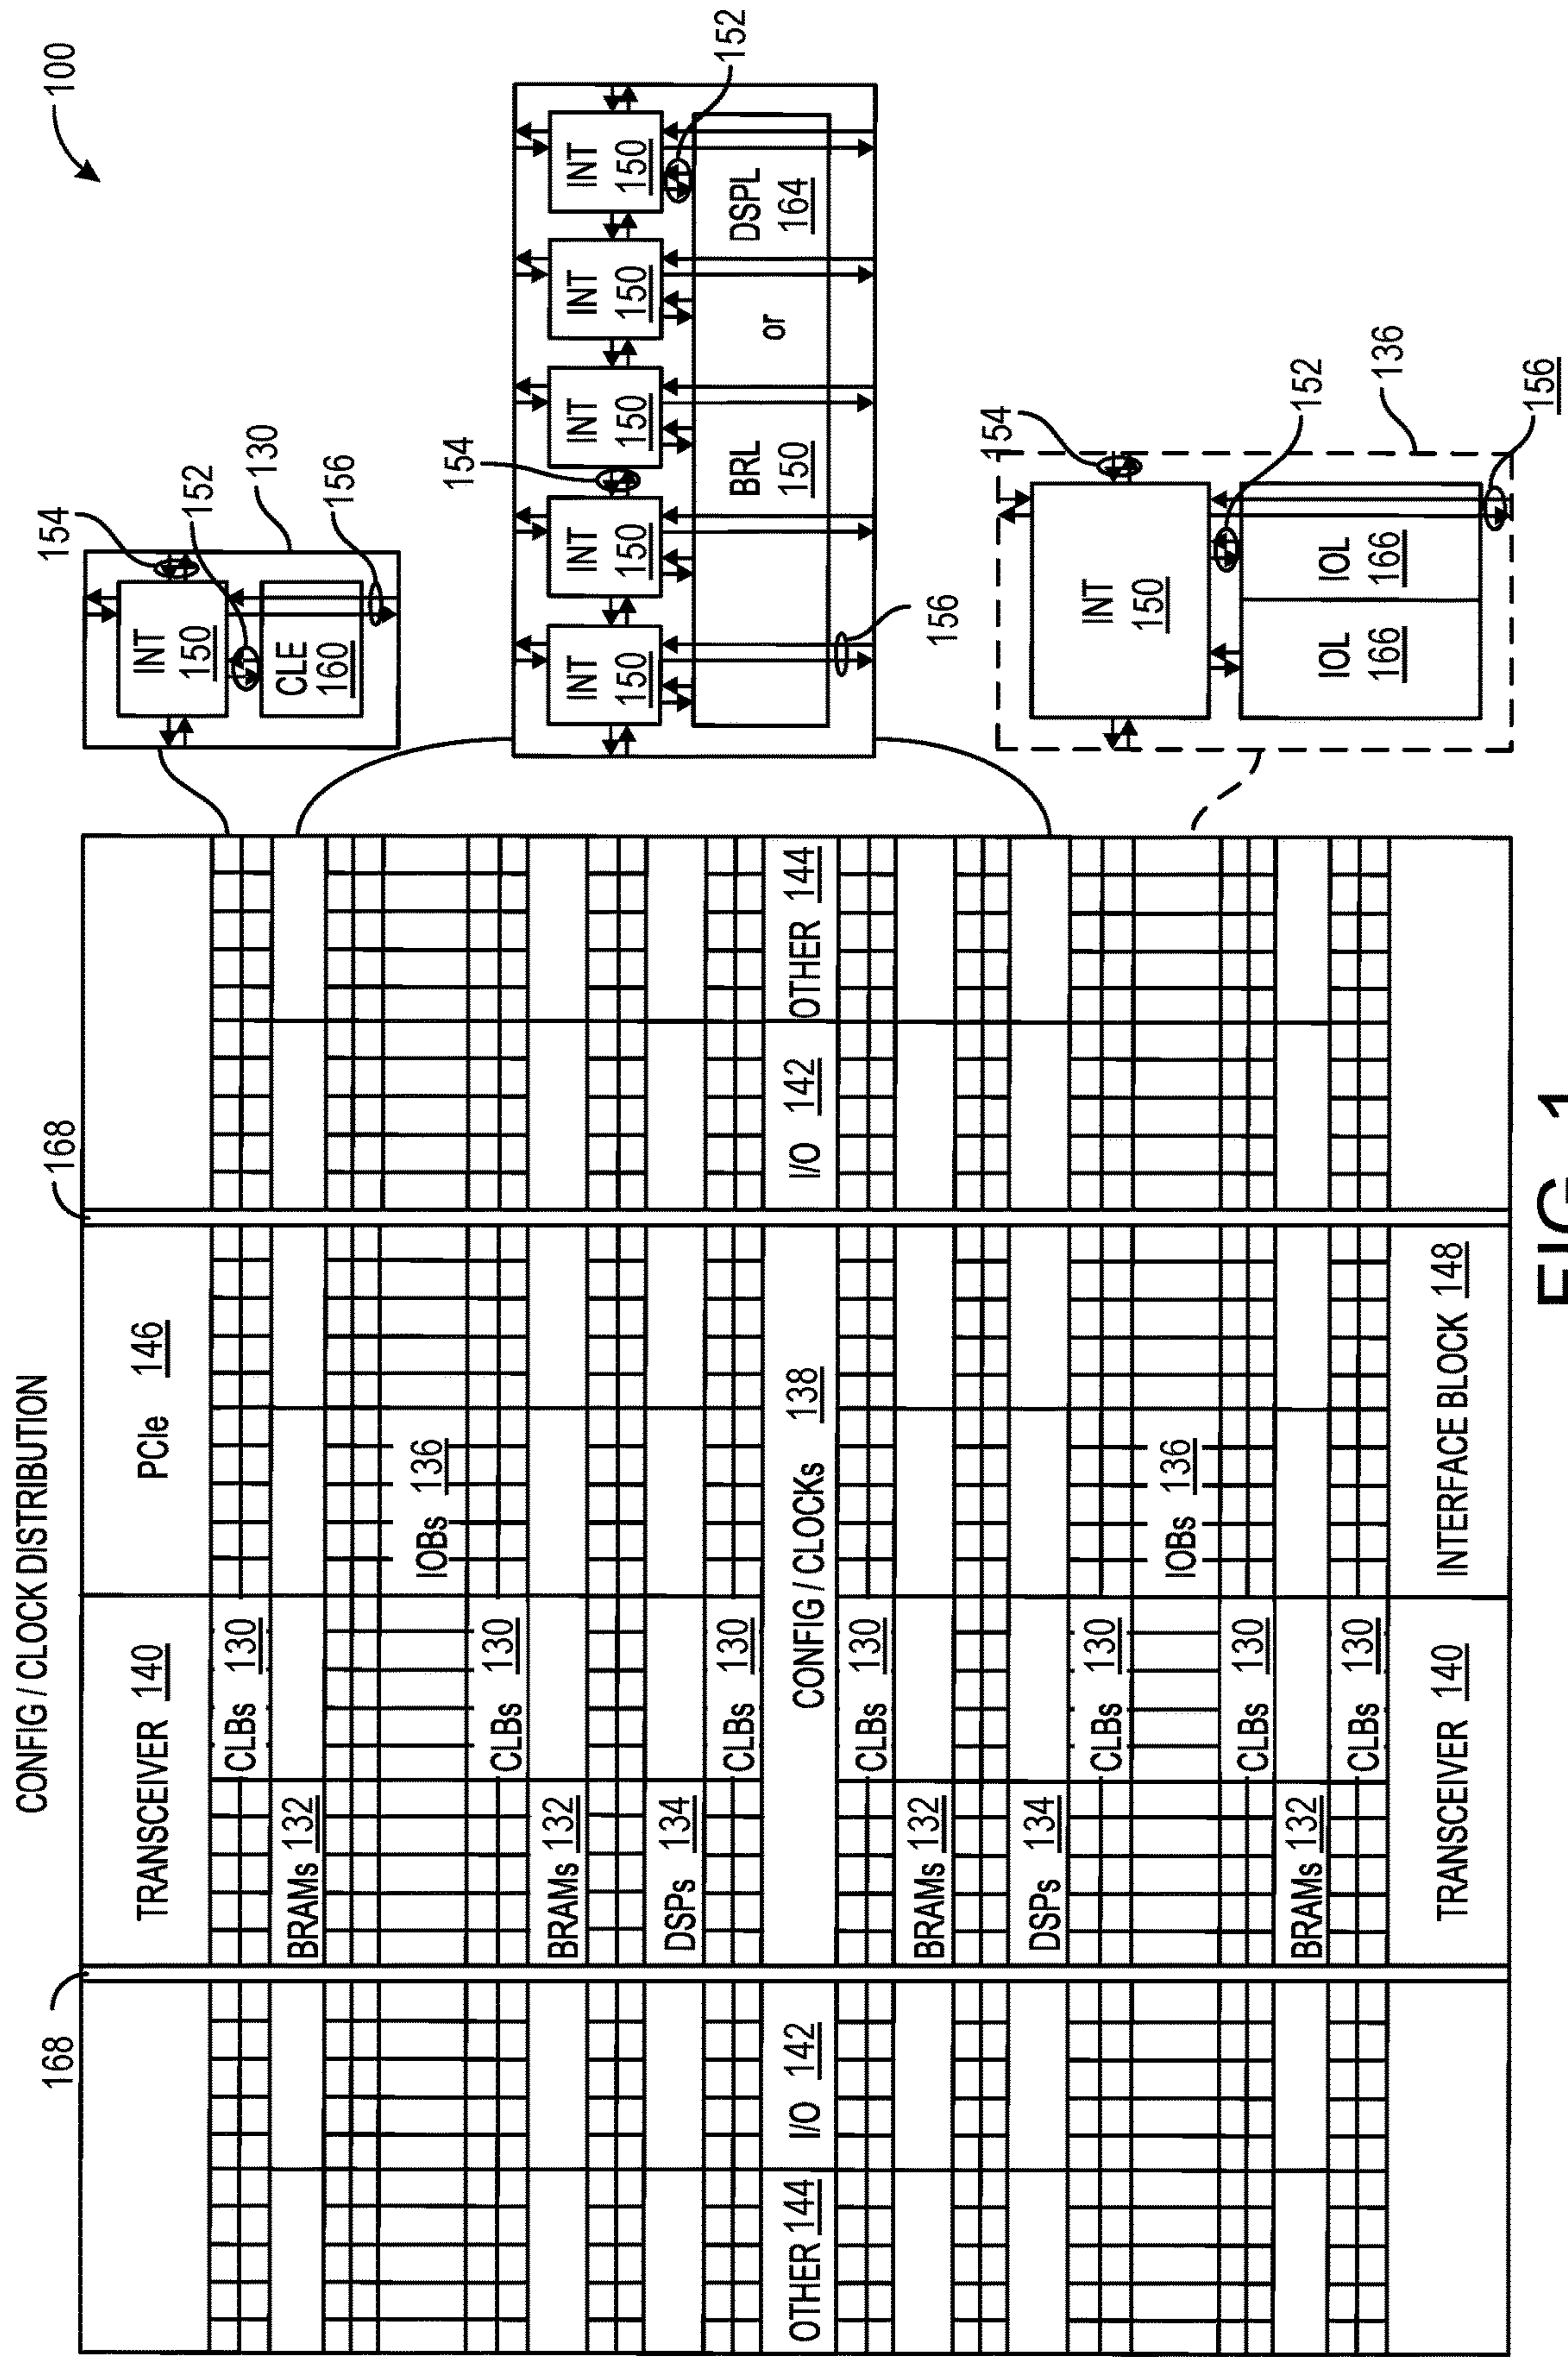 CONFIG / CLOCK DISTRIBUTION
168
168
100
TRANSCEIVER 140
PCIe 146
CLBs 130
BRAMs 132
IOBs 136
CLBs 130
BRAMs 132
DSPs 134
CLBs 130
OTHER 144
I/O 142
CONFIG / CLOCKs 138
I/O 142
OTHER 144
CLBs 130
BRAMs 132
DSPs 134
CLBs 130
IOBs 136
CLBs 130
BRAMs 132
CLBs 130
TRANSCEIVER 140
INTERFACE BLOCK 148
154
152
130
156
INT
150
CLE
160
154
152
INT
150
INT
150
INT
150
INT
150
INT
150
BRL
150
or
DSPL
164
156
154
INT
150
152
136
IOL
166
IOL
166
156
FIG. 1